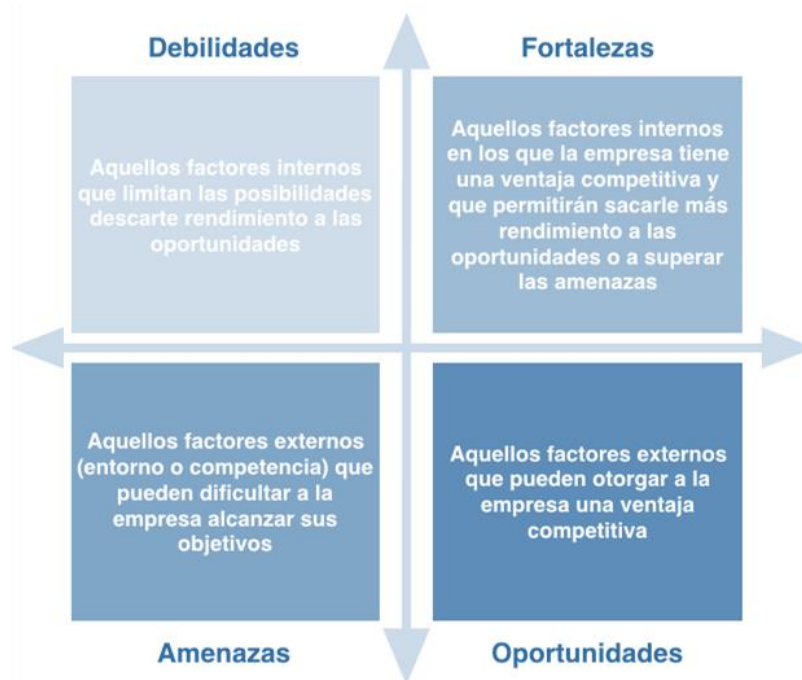 Debilidades
Fortalezas
Aquellos factores internos
que limitan las posibilidades
descarte rendimiento a las
oportunidades
Aquellos factores internos
en los que la empresa tiene
una ventaja competitiva y
que permitirán sacarle más
rendimiento a las
oportunidades o a superar
las amenazas
Aquellos factores externos
(entorno o competencia) que
pueden dificultar a la
empresa alcanzar sus
objetivos
Aquellos factores externos
que pueden otorgar a la
empresa una ventaja
competitiva
Amenazas
Oportunidades